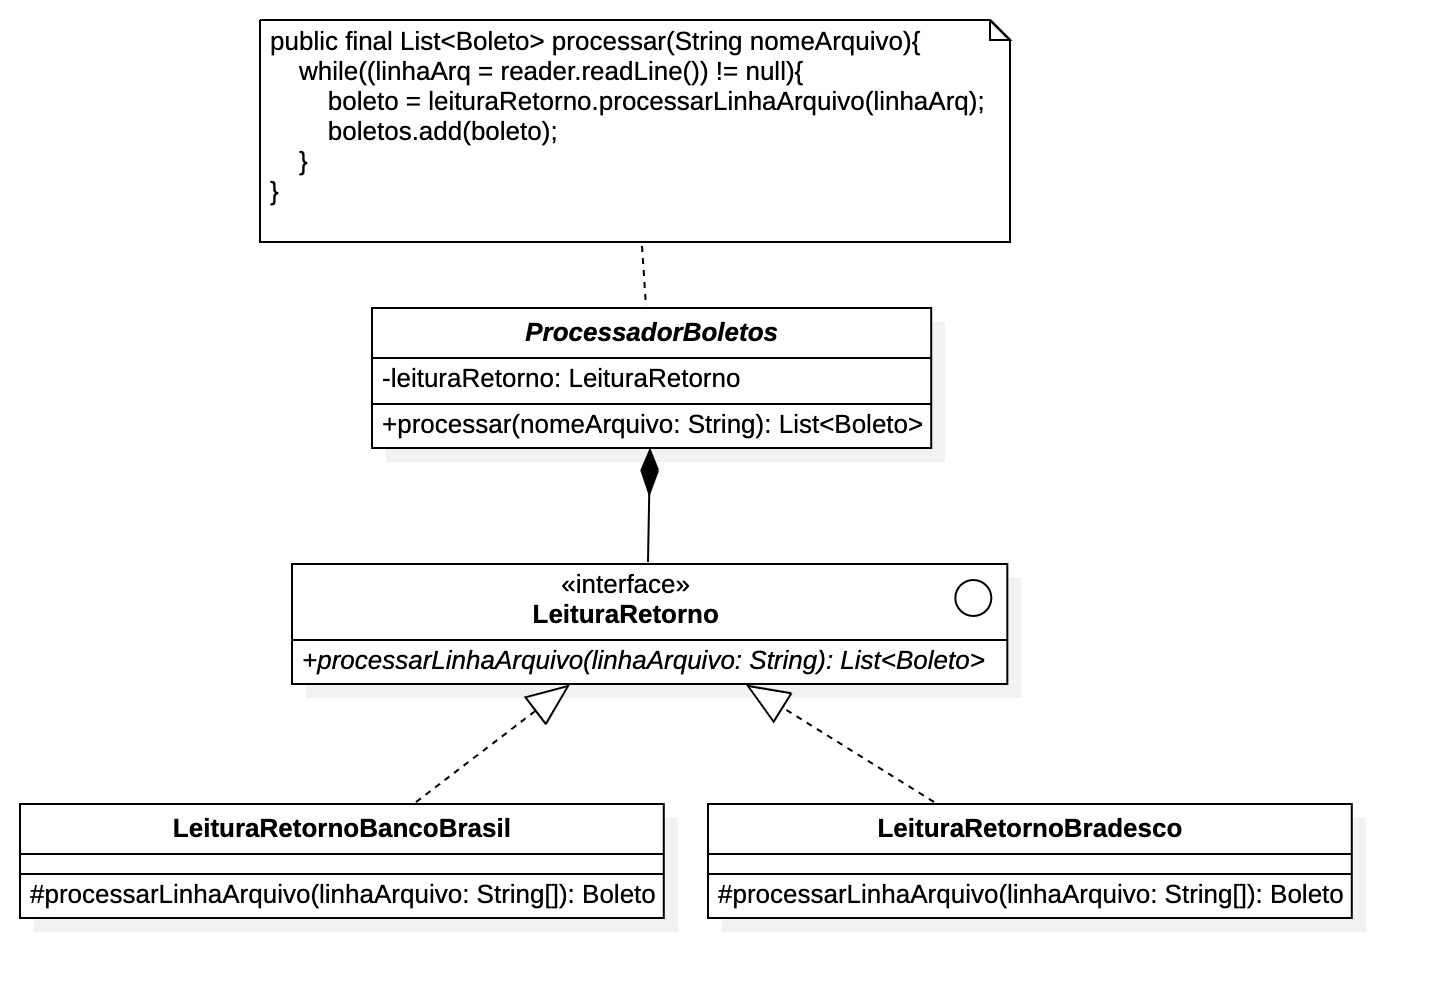 public final List<Boleto> processar(String nomeArquivo){
while((linhaArq = reader.readLine()) != null){
boleto = leituraRetorno.processarLinhaArquivo(linhaArq);
boletos.add(boleto);
}
}
ProcessadorBoletos
-leituraRetorno: LeituraRetorno
+processar(nomeArquivo: String): List<Boleto>
«interface»
LeituraRetorno
+processarLinhaArquivo(linhaArquivo: String): List<Boleto>
LeituraRetornoBancoBrasil
#processarLinhaArquivo(linhaArquivo: String[]): Boleto
LeituraRetornoBradesco
#processarLinhaArquivo(linhaArquivo: String[]): Boleto